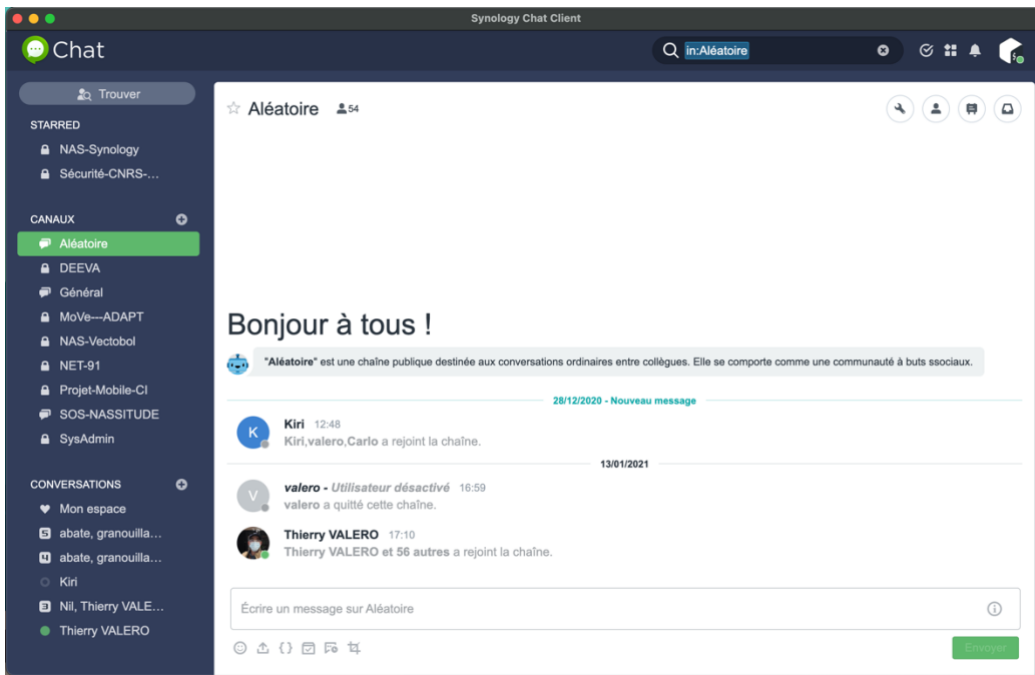 Synology Chat Client
Chat
in:Aléatoire
Trouver
STARRED
NAS-Synology
Sécurité-CNRS-...
CANAUX
Aléatoire
DEEVA
Général
MoVe---ADAPT
NAS-Vectobol
NET-91
Projet-Mobile-CI
SOS-NASSITUDE
SysAdmin
CONVERSATIONS
Mon espace
5 abate, granouilla...
4 abate, granouilla...
Kiri
3 Nil, Thierry VALE...
Thierry VALERO
Aléatoire 54
Bonjour à tous !
"Aléatoire" est une chaîne publique destinée aux conversations ordinaires entre collègues. Elle se comporte comme une communauté à buts ssociaux.
28/12/2020 - Nouveau message
K
Kiri 12:48
Kiri,valero,Carlo a rejoint la chaîne.
13/01/2021
V
valero - Utilisateur désactivé 16:59
valero a quitté cette chaîne.
Thierry VALERO 17:10
Thierry VALERO et 56 autres a rejoint la chaîne.
Écrire un message sur Aléatoire
Envoyer